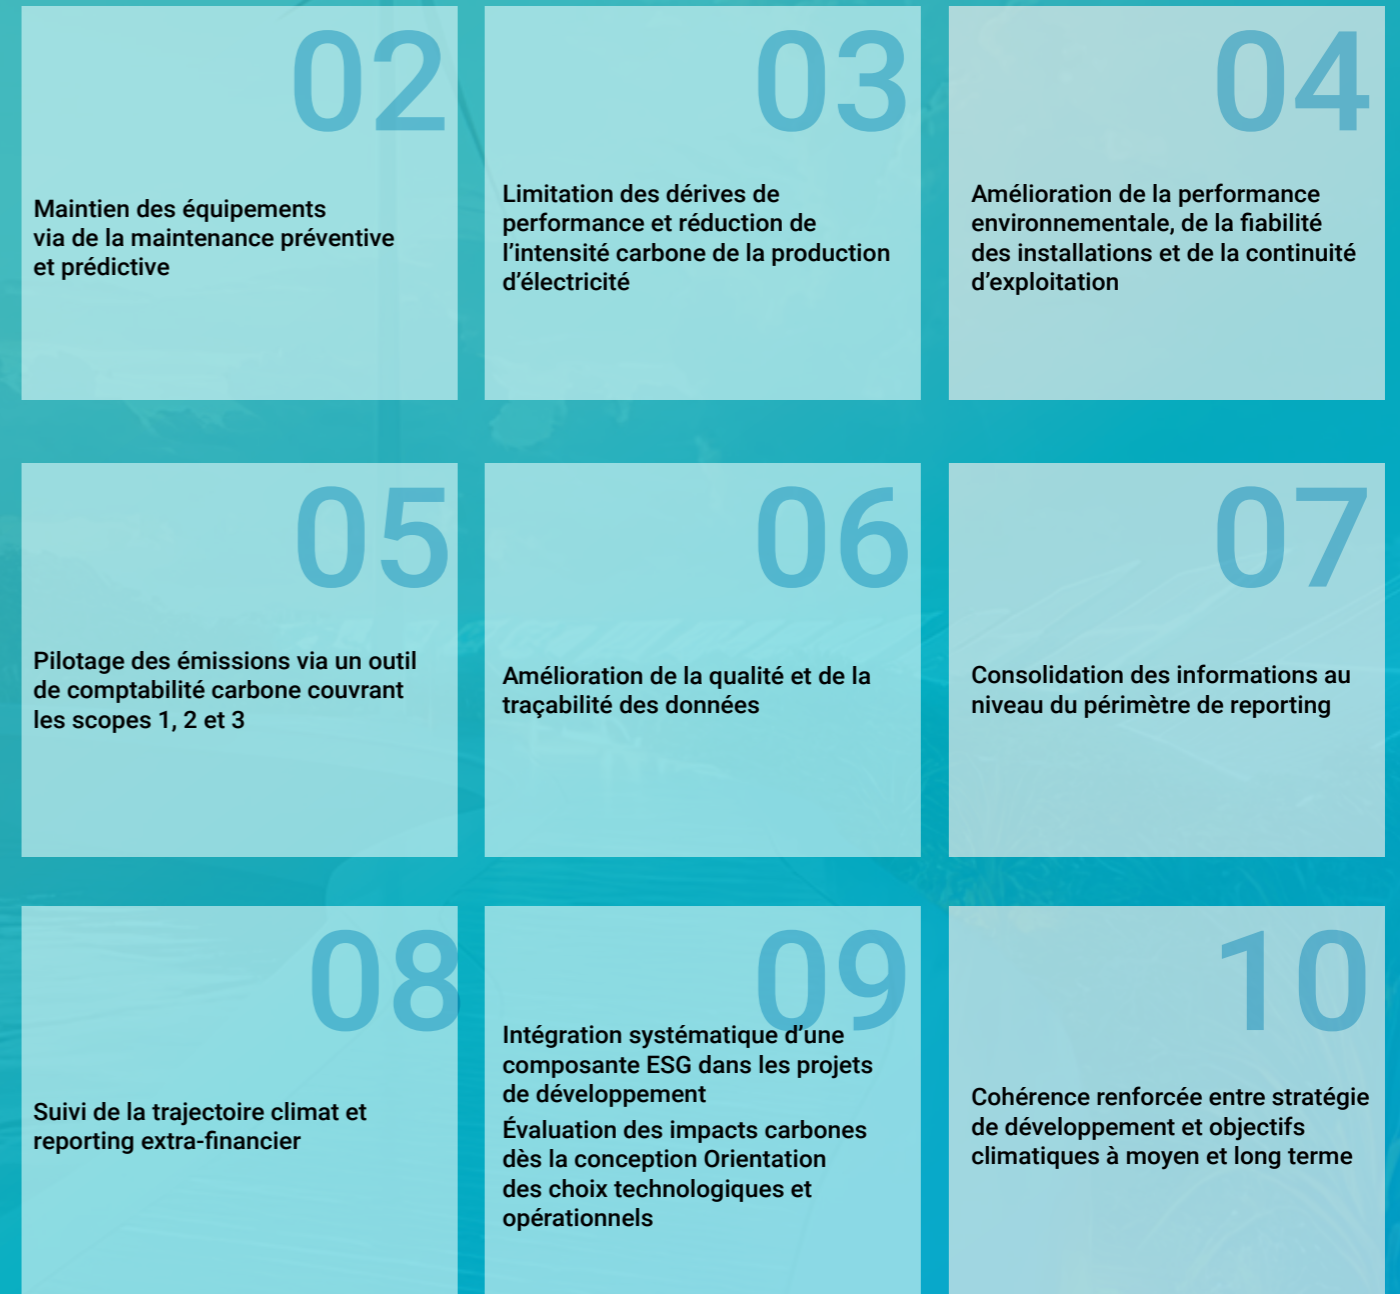 02
Maintien des équipements
via de la maintenance préventive
et prédictive
03
Limitation des dérives de
performance et réduction de
l’intensité carbone de la production
d’électricité
04
Amélioration de la performance
environnementale, de la fiabilité
des installations et de la continuité
d’exploitation
05
Pilotage des émissions via un outil
de comptabilité carbone couvrant
les scopes 1, 2 et 3
06
Amélioration de la qualité et de la
traçabilité des données
07
Consolidation des informations au
niveau du périmètre de reporting
08
Suivi de la trajectoire climat et
reporting extra-financier
09
Intégration systématique d’une
composante ESG dans les projets
de développement
Évaluation des impacts carbones
dès la conception Orientation
des choix technologiques et
opérationnels
10
Cohérence renforcée entre stratégie
de développement et objectifs
climatiques à moyen et long terme